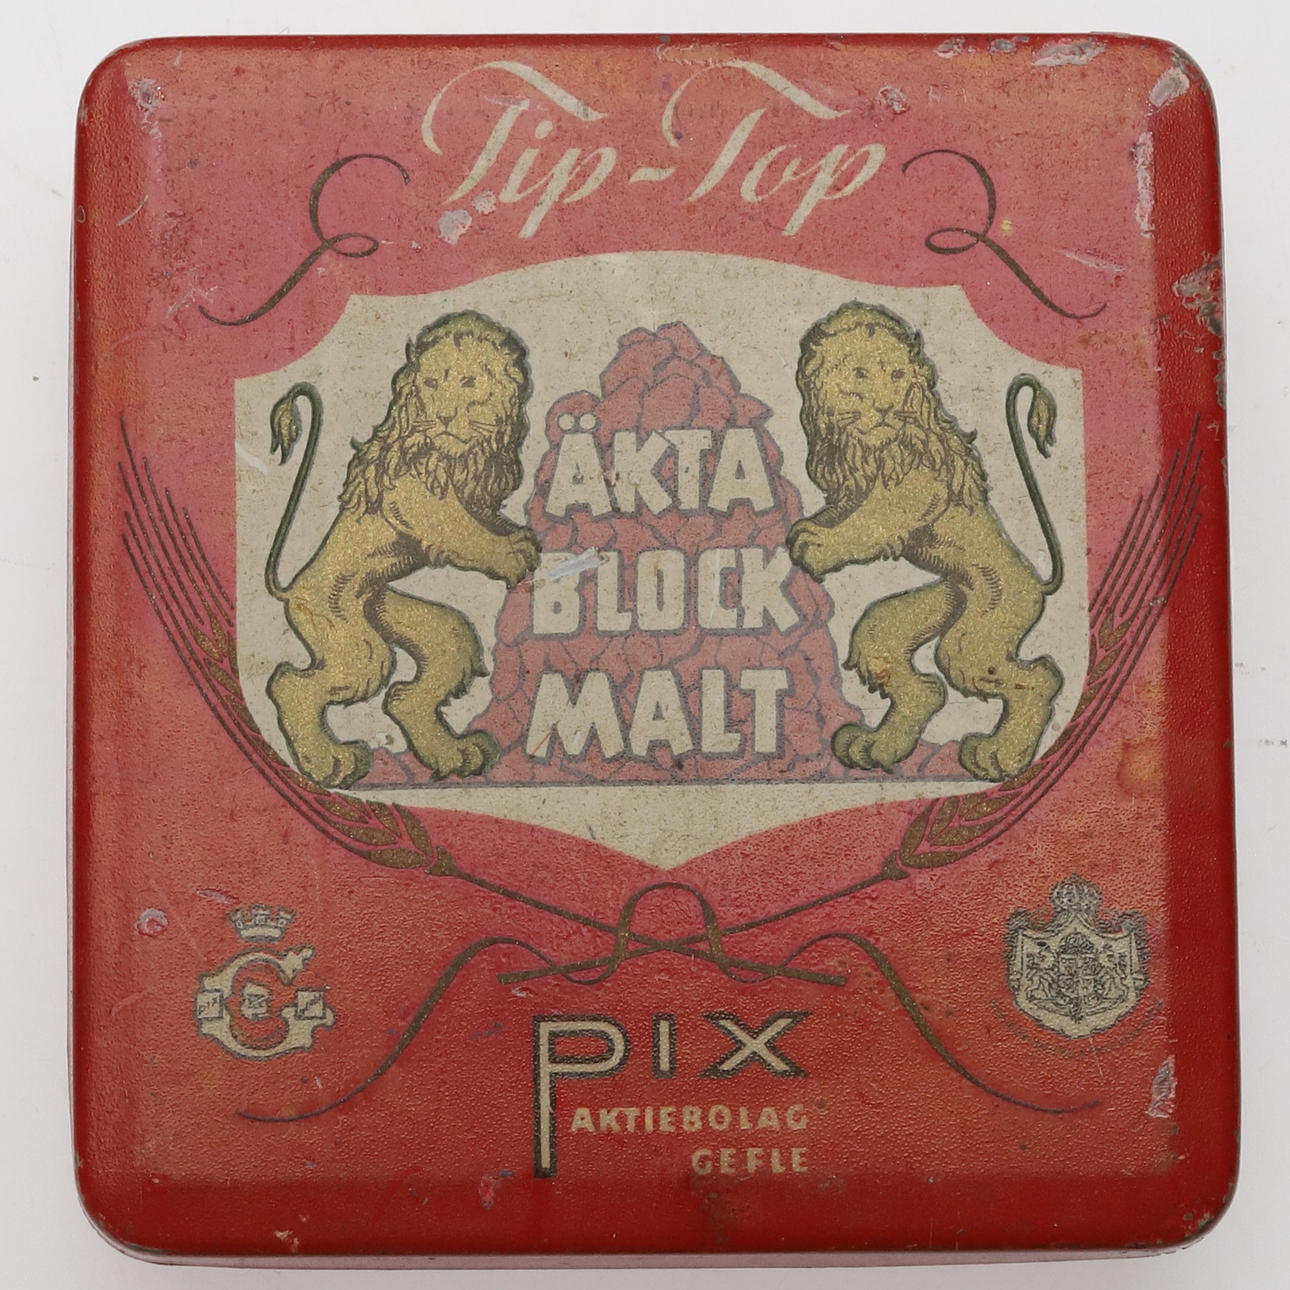 Tip-Top
ÄKTA
BLOCK
MALT
PIX
AKTIEBOLAG
GEFLE